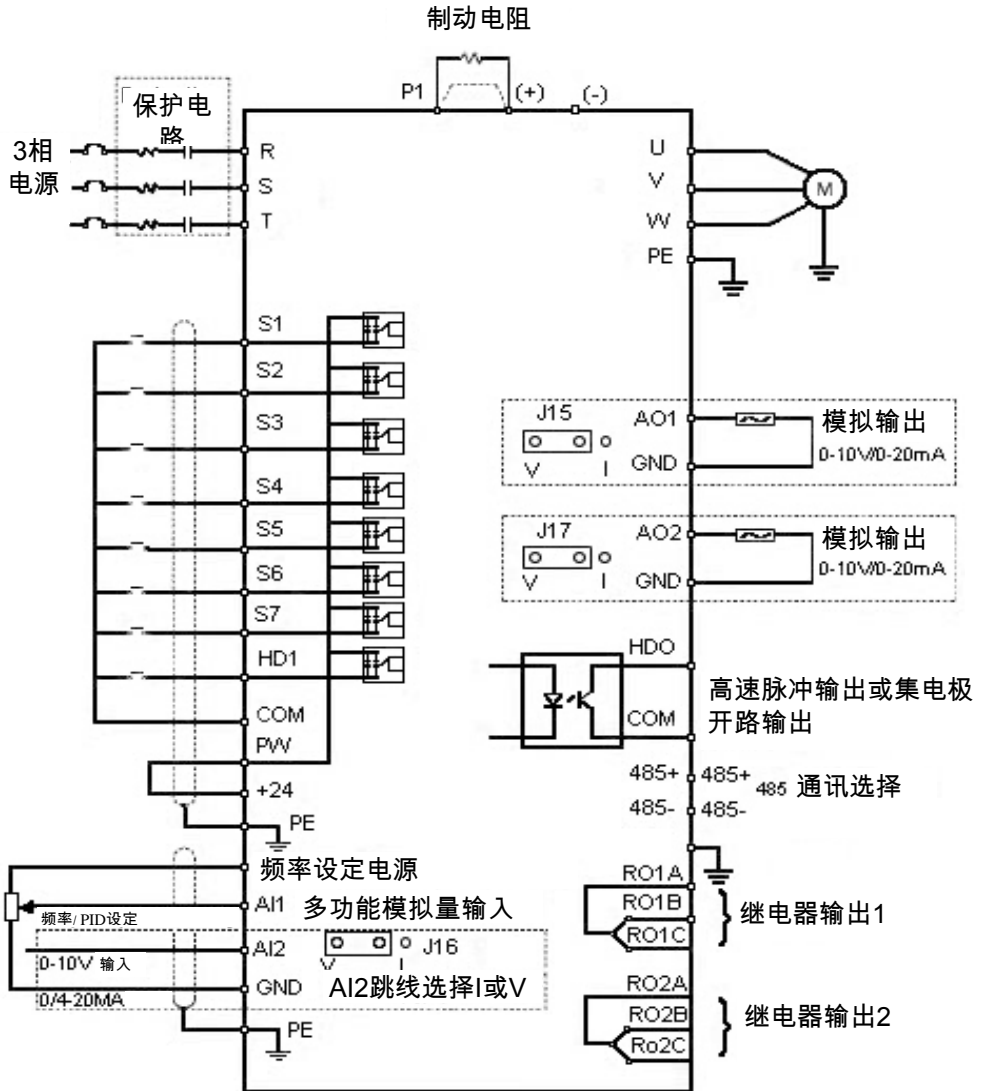 制动电阻
P1
(+)
(-)
保护电
路
3相
电源
R
S
T
U
V
W
PE
M
S1
S2
S3
S4
S5
S6
S7
HD1
COM
PW
+24
PE
J15
V
I
AO1
GND
模拟输出
0-10V/0-20mA
J17
V
I
AO2
GND
模拟输出
0-10V/0-20mA
HDO
COM
高速脉冲输出或集电极
开路输出
485+
485+
485-
485-
485 通讯选择
频率设定电源
AI1
多功能模拟量输入
频率/ PID设定
AI2
J16
V
I
0-10V 输入
GND
AI2跳线选择I或V
0/4-20MA
PE
RO1A
RO1B
RO1C
继电器输出1
RO2A
RO2B
Ro2C
继电器输出2